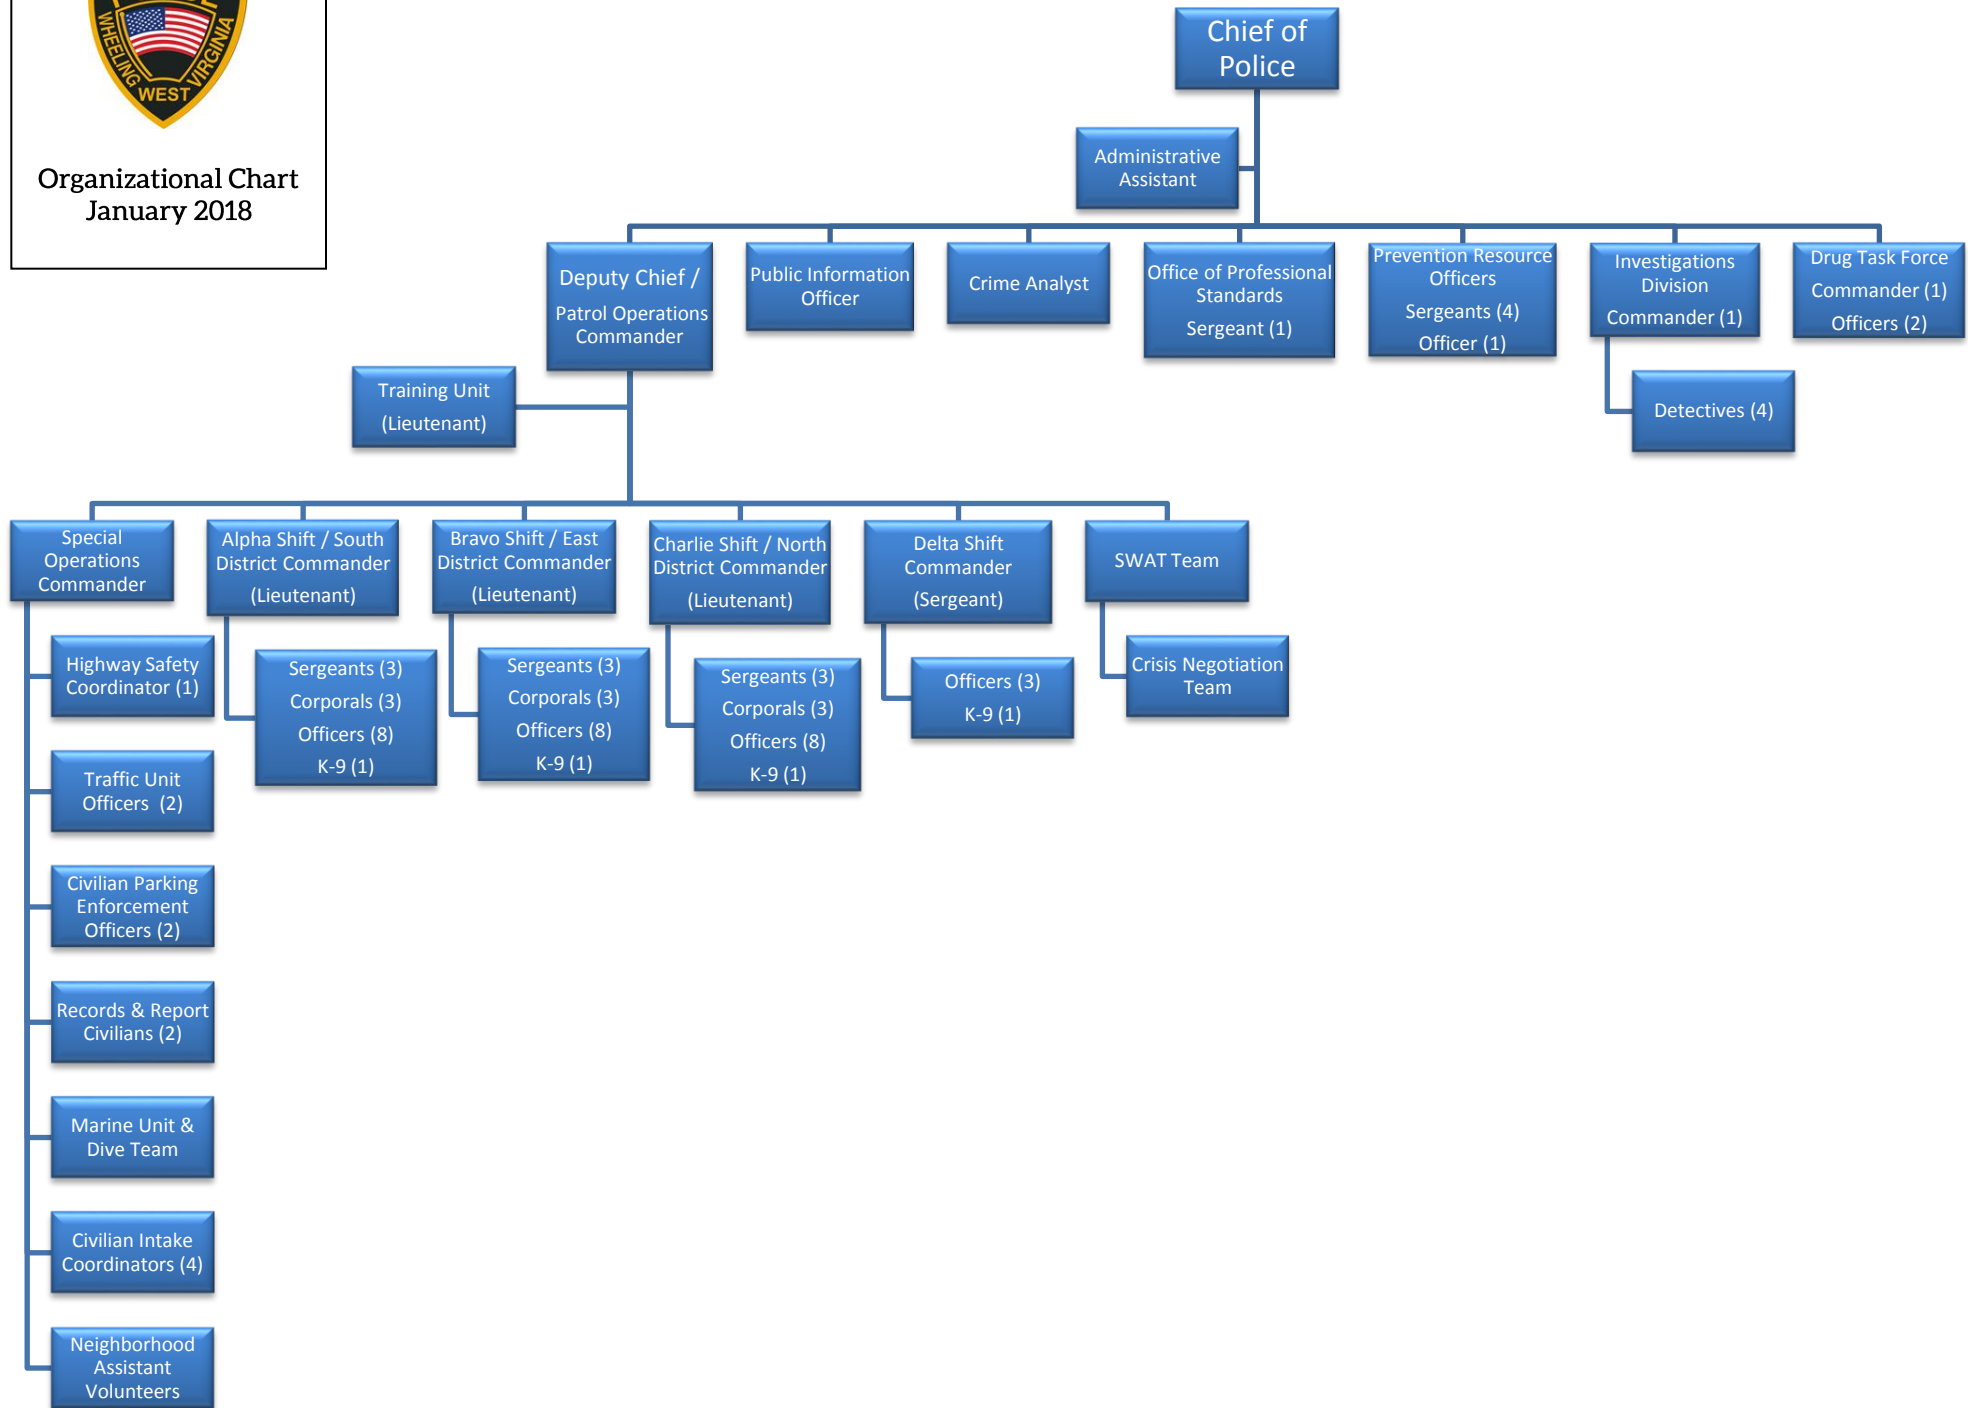 WHEELING
WEST
VIRGINIA
Organizational Chart
January 2018
Chief of
Police
Administrative
Assistant
Deputy Chief /
Patrol Operations
Commander
Public Information
Officer
Crime Analyst
Office of Professional
Standards
Sergeant (1)
Prevention Resource
Officers
Sergeants (4)
Officer (1)
Investigations
Division
Commander (1)
Drug Task Force
Commander (1)
Officers (2)
Training Unit
(Lieutenant)
Detectives (4)
Special
Operations
Commander
Alpha Shift / South
District Commander
(Lieutenant)
Bravo Shift / East
District Commander
(Lieutenant)
Charlie Shift / North
District Commander
(Lieutenant)
Delta Shift
Commander
(Sergeant)
SWAT Team
Highway Safety
Coordinator (1)
Sergeants (3)
Corporals (3)
Officers (8)
K-9 (1)
Sergeants (3)
Corporals (3)
Officers (8)
K-9 (1)
Sergeants (3)
Corporals (3)
Officers (8)
K-9 (1)
Officers (3)
K-9 (1)
Crisis Negotiation
Team
Traffic Unit
Officers  (2)
Civilian Parking
Enforcement
Officers (2)
Records & Report
Civilians (2)
Marine Unit &
Dive Team
Civilian Intake
Coordinators (4)
Neighborhood
Assistant
Volunteers